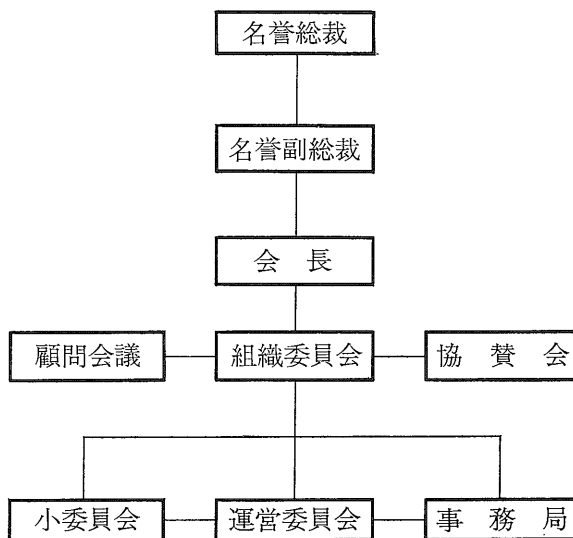 名誉総裁
名誉副総裁
会　長
顧問会議　組織委員会　協　賛　会
小委員会　運営委員会　事　務　局